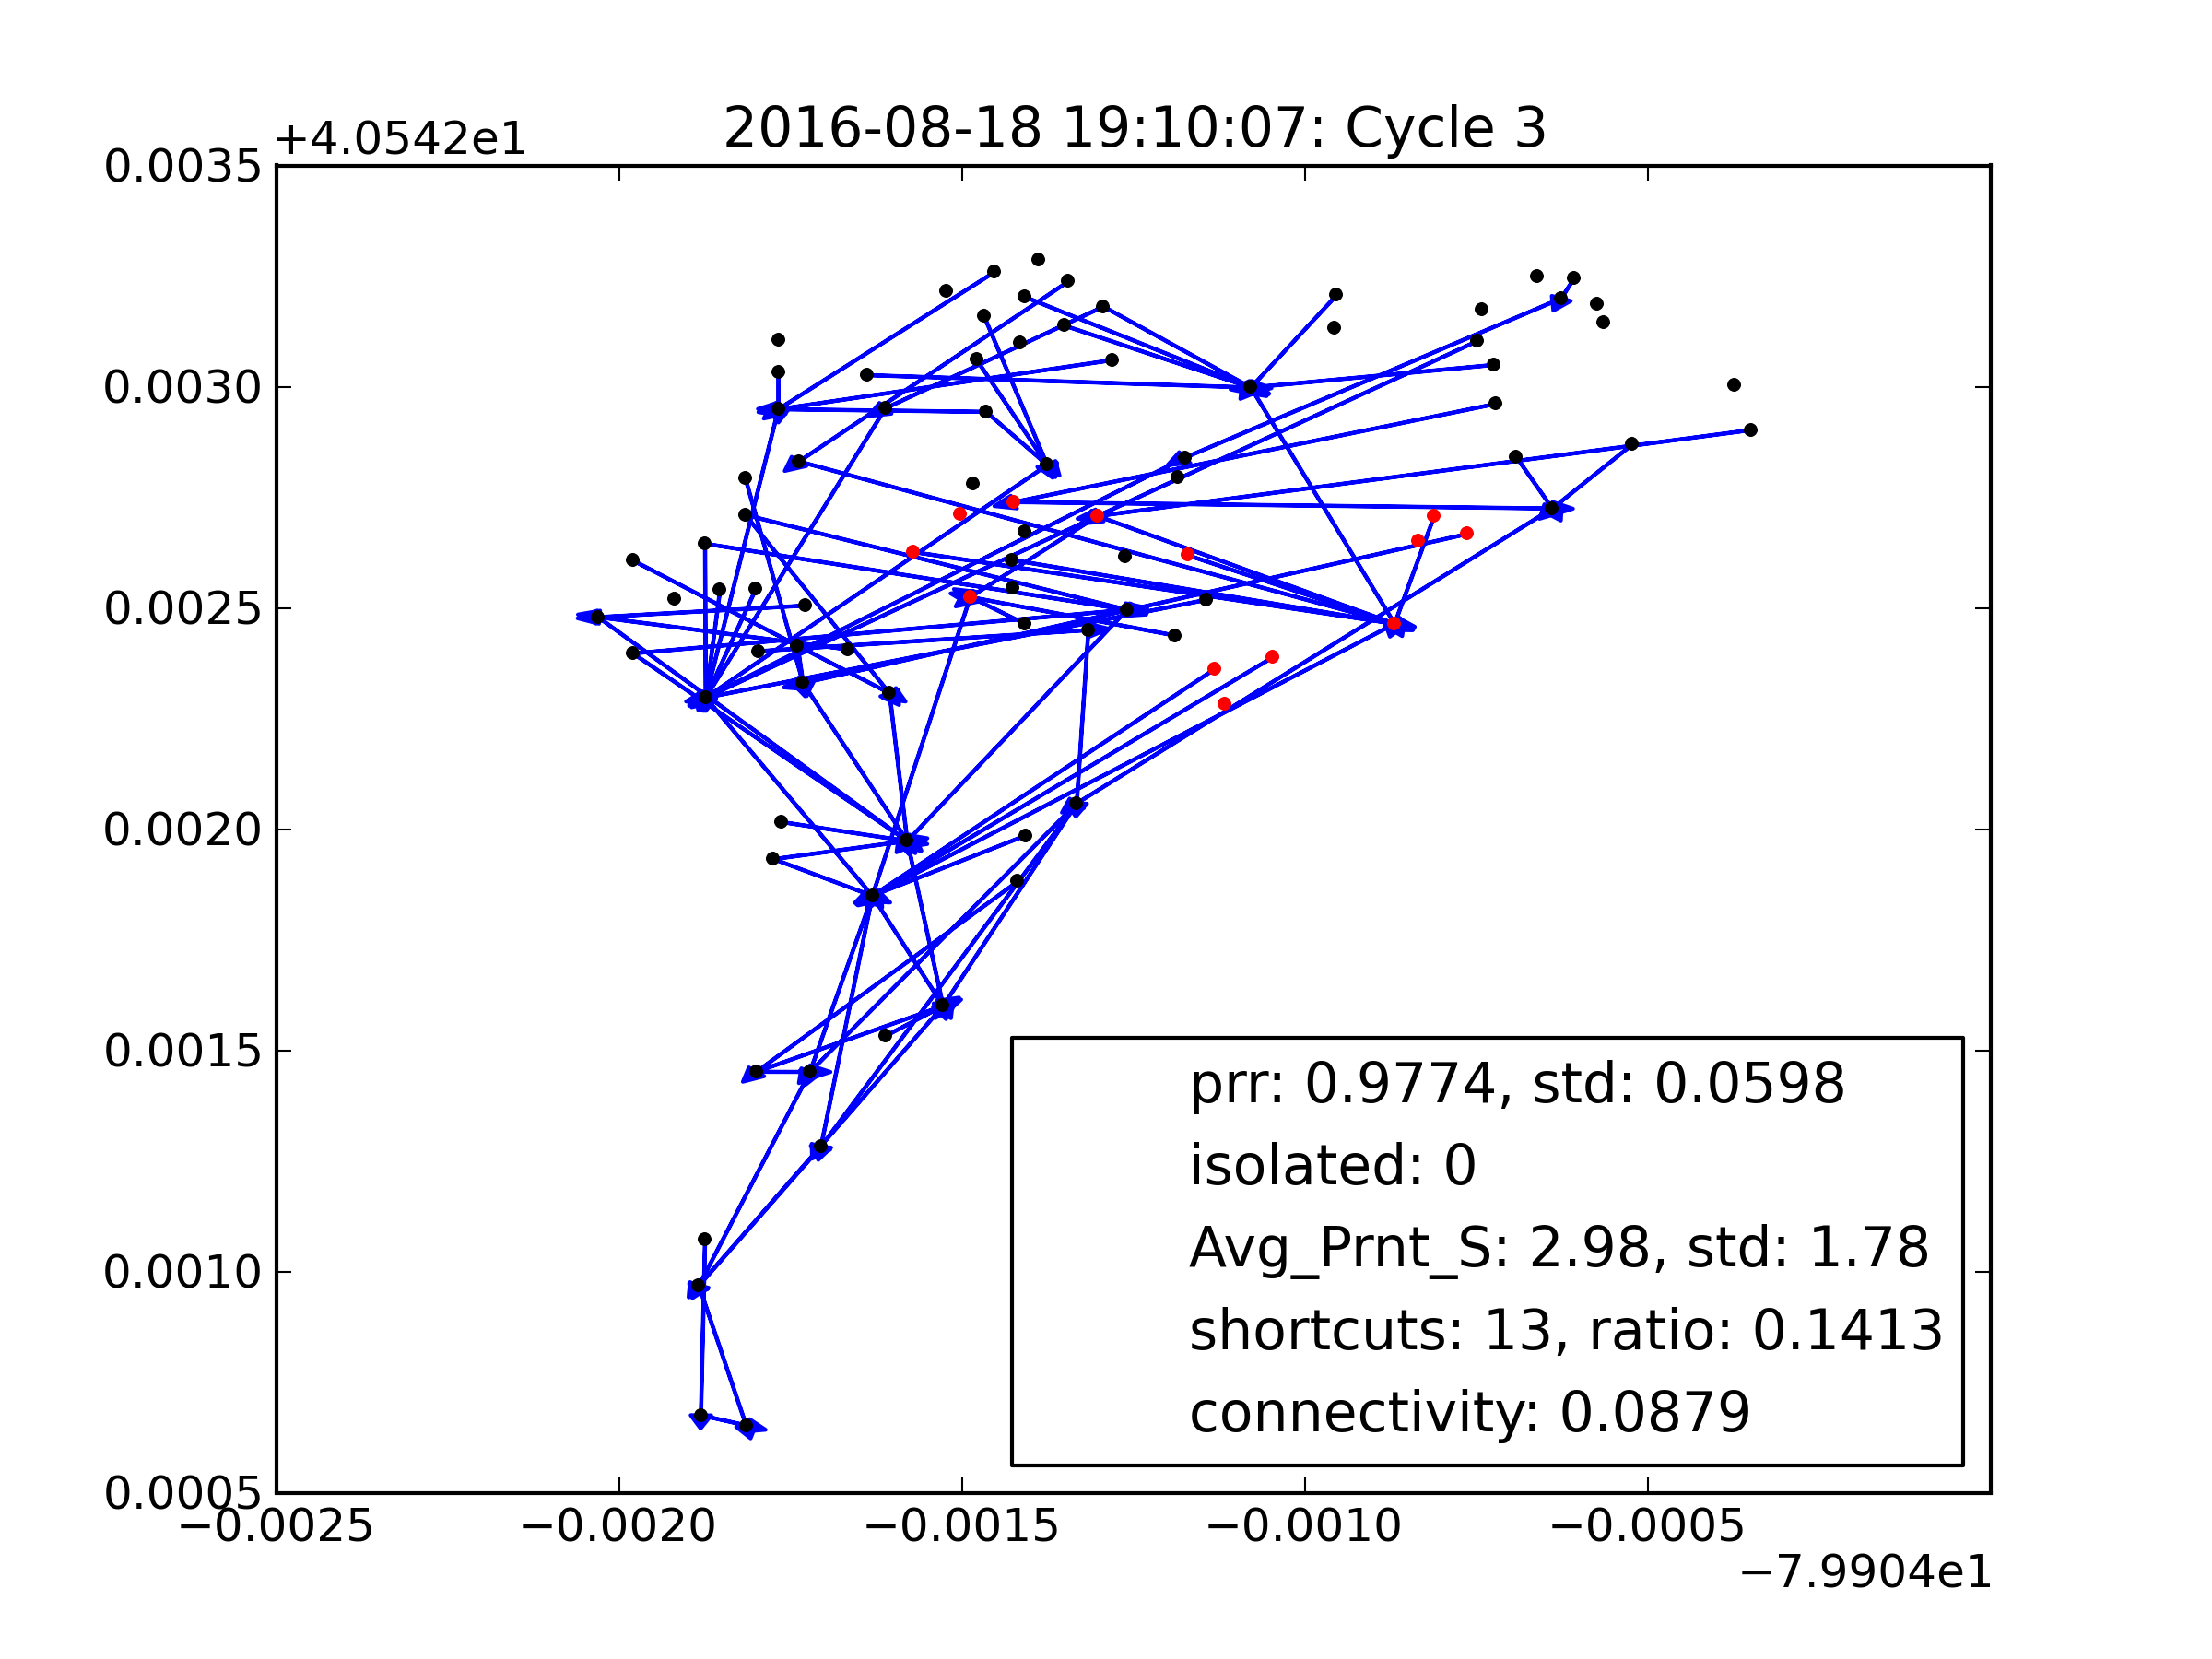 2016-08-18 19:10:07: Cycle 3
+4.0542e1
0.0035
0.0030
0.0025
0.0020
0.0015
0.0010
0.0005
prr: 0.9774, std: 0.0598
isolated: 0
Avg_Prnt_S: 2.98, std: 1.78
shortcuts: 13, ratio: 0.1413
connectivity: 0.0879
−0.0025 −0.0020 −0.0015 −0.0010 −0.0005
−7.9904e1